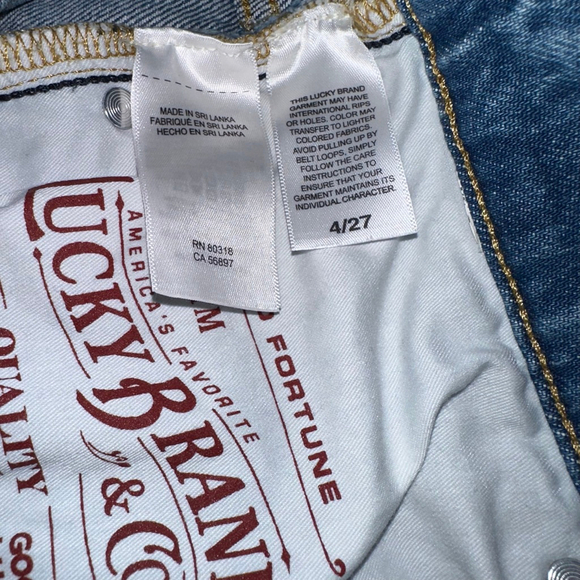 MADE IN SRI LANKA
FABRIQUÉ EN SRI LANKA
HECHO EN SRI LANKA
RN 80318
CA 56897
THIS LUCKY BRAND
GARMENT MAY HAVE
INTERNATIONAL RIPS
OR HOLES. COLOR MAY
TRANSFER TO LIGHTER
COLORED FABRICS.
AVOID PULLING UP BY
BELT LOOPS, SIMPLY
FOLLOW THE CARE
INSTRUCTIONS TO
ENSURE THAT YOUR
GARMENT MAINTAINS ITS
INDIVIDUAL CHARACTER.
4/27
FORTUNE
AMERICA'S FAVORITE
LUCKY BRAND
& Co
QUALITY